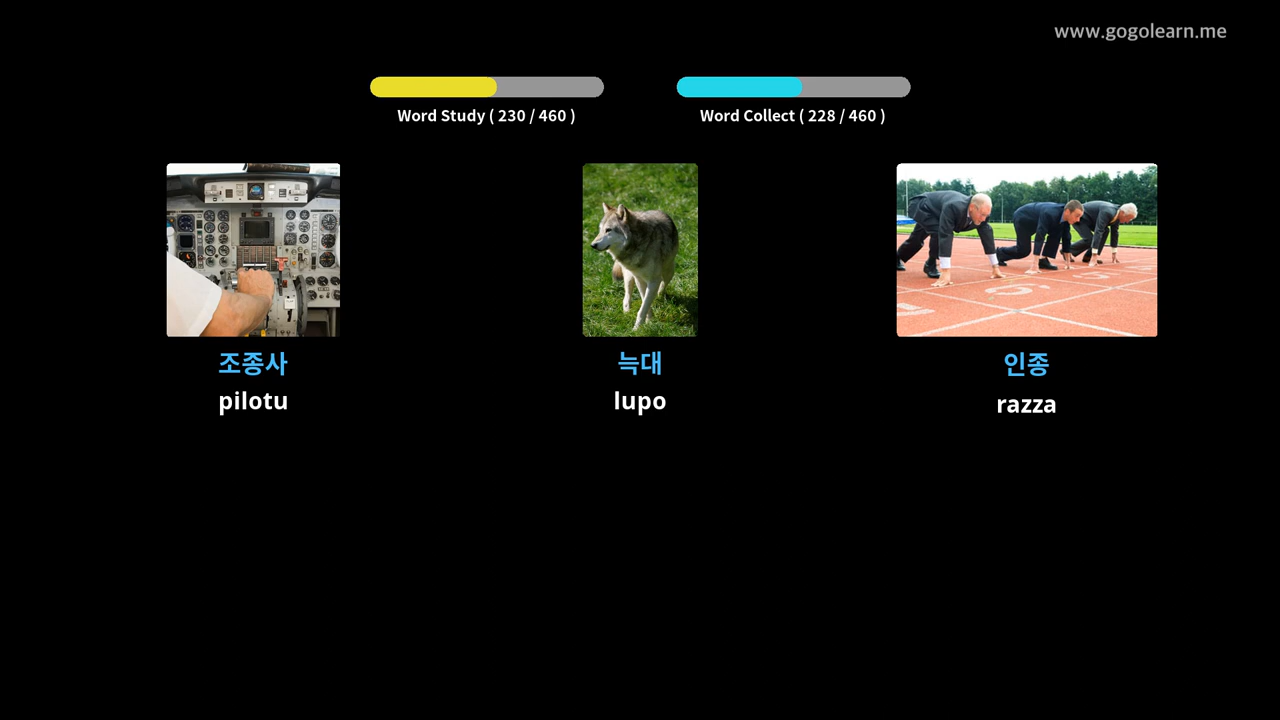 www.gogolearn.me
Word Study ( 230 / 460 )
Word Collect ( 228 / 460 )
조종사
늑대
인종
pilotu
lupo
razza